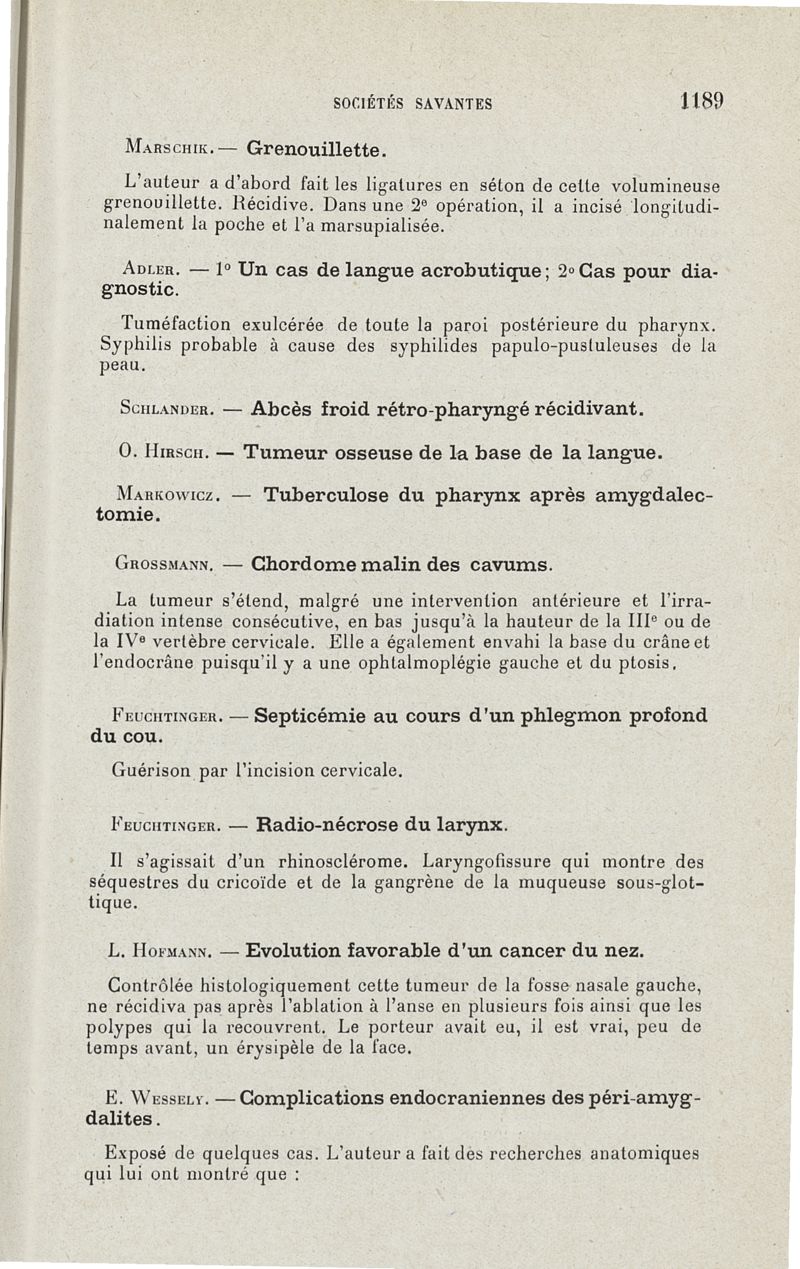 SOCIÉTÉS SAVANTES 1189
MARSCHIK. — Grenouillette.
L'auteur a d'abord fait les ligatures en séton de cette volumineuse
grenouillette. Récidive. Dans une 2e opération, il a incisé longitudi-
nalement la poche et l'a marsupialisée.
ADLER. — 1° Un cas de langue acrobutique; 2° Cas pour dia-
gnostic.
Tuméfaction exulcérée de toute la paroi postérieure du pharynx.
Syphilis probable à cause des syphilides papulo-pustuleuses de la
peau.
SCHLANDER. — Abcès froid rétro-pharyngé récidivant.
O. HIRSCH. — Tumeur osseuse de la base de la langue.
MARKOWICZ. — Tuberculose du pharynx après amygdalec-
tomie.
GROSSMANN. — Chordome malin des cavums.
La tumeur s'étend, malgré une intervention antérieure et l'irra-
diation intense consécutive, en bas jusqu'à la hauteur de la IIIe ou de
la IVe vertèbre cervicale. Elle a également envahi la base du crâne et
l'endocrâne puisqu'il y a une ophtalmoplégie gauche et du ptosis.
FEUCHTINGER. — Septicémie au cours d'un phlegmon profond
du cou.
Guérison par l'incision cervicale.
FEUCHTINGER. — Radio-nécrose du larynx.
Il s'agissait d'un rhinosclérome. Laryngofissure qui montre des
séquestres du cricoïde et de la gangrène de la muqueuse sous-glot-
tique.
L. HOFMANN. — Evolution favorable d'un cancer du nez.
Contrôlée histologiquement cette tumeur de la fosse nasale gauche,
ne récidiva pas après l'ablation à l'anse en plusieurs fois ainsi que les
polypes qui la recouvrent. Le porteur avait eu, il est vrai, peu de
temps avant, un érysipèle de la face.
E. WESSELY. — Complications endocraniennes des péri-amyg-
dalites.
Exposé de quelques cas. L'auteur a fait des recherches anatomiques
qui lui ont montré que :